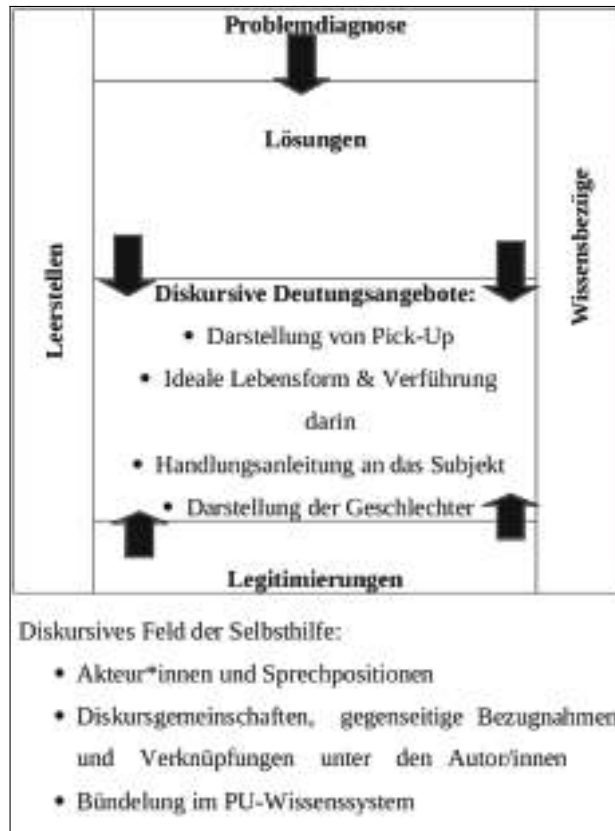 Problemdiagnose
Lösungen
Leerstellen
Wissensbezüge
Diskursive Deutungsangebote:
• Darstellung von Pick-Up
• Ideale Lebensform & Verführung
darin
• Handlungsanleitung an das Subjekt
• Darstellung der Geschlechter
Legitimierungen
Diskursives Feld der Selbsthilfe:
• Akteur*innen und Sprechpositionen
• Diskursgemeinschaften, gegenseitige Bezugnahmen
und Verknüpfungen unter den Autor/innen
• Bündelung im PU-Wissenssystem